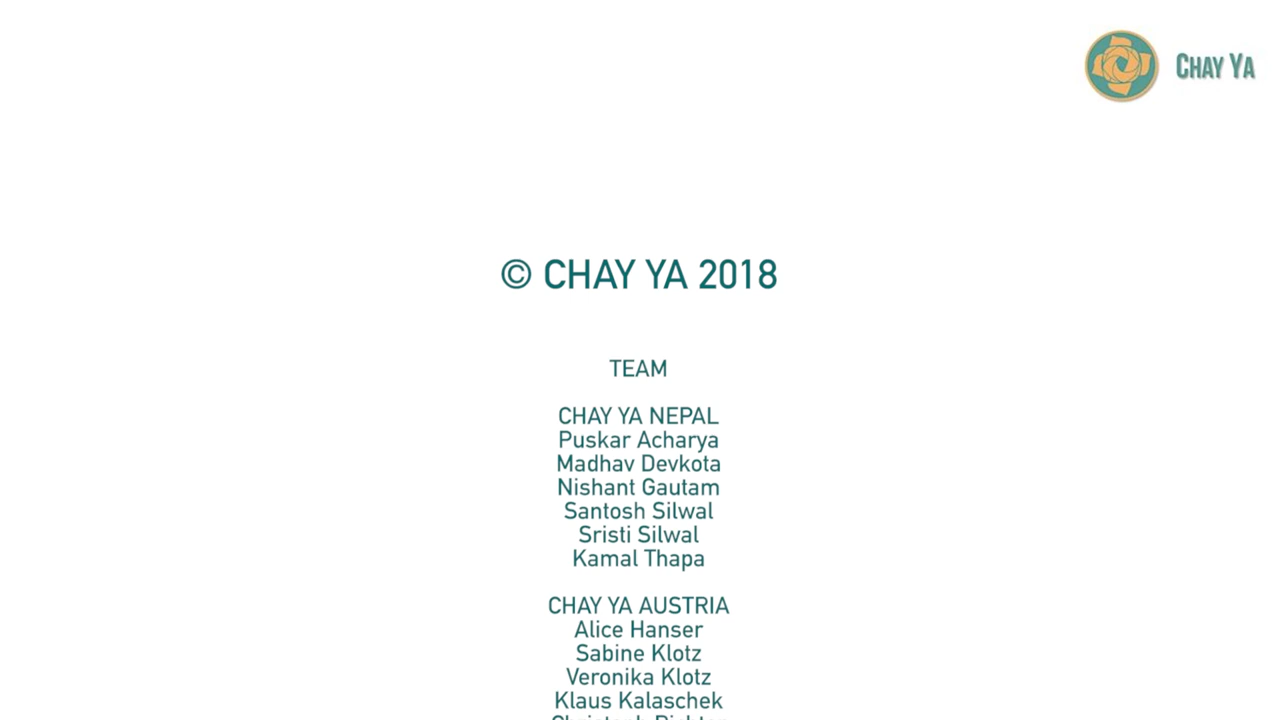 CHAY YA
© CHAY YA 2018
TEAM
CHAY YA NEPAL
Puskar Acharya
Madhav Devkota
Nishant Gautam
Santosh Silwal
Sristi Silwal
Kamal Thapa
CHAY YA AUSTRIA
Alice Hanser
Sabine Klotz
Veronika Klotz
Klaus Kalaschek